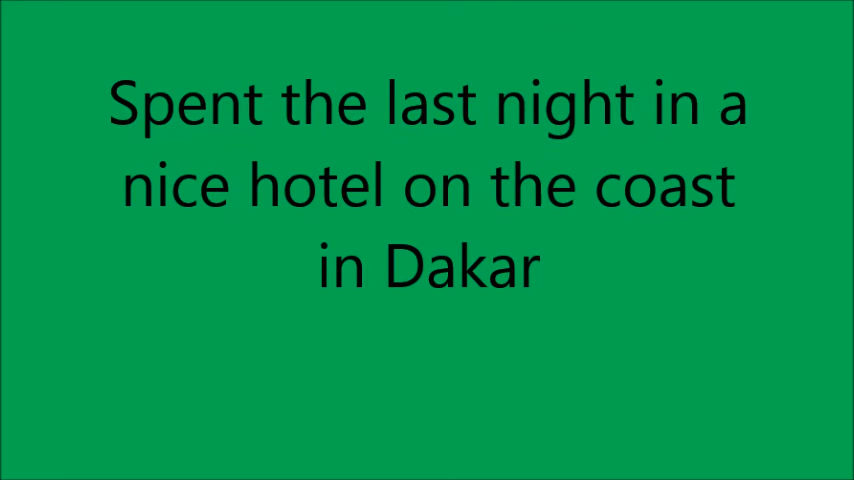 Spent the last night in a
nice hotel on the coast
in Dakar